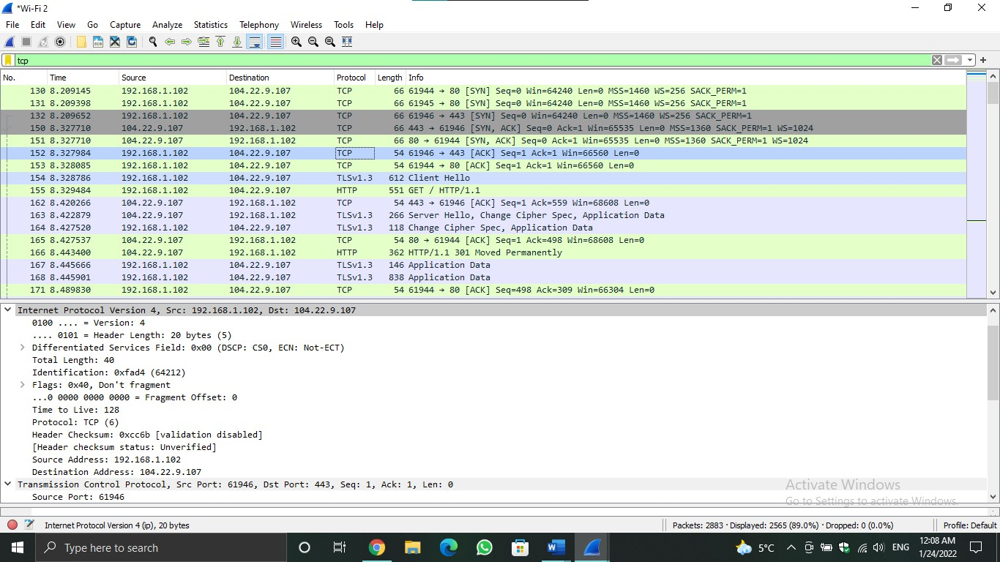 *Wi-Fi 2
File Edit View Go Capture Analyze Statistics Telephony Wireless Tools Help
tcp
No. Time Source Destination Protocol Length Info
130 8.209145 192.168.1.102 104.22.9.107 TCP 66 61944 → 80 [SYN] Seq=0 Win=64240 Len=0 MSS=1460 WS=256 SACK_PERM=1
131 8.209398 192.168.1.102 104.22.9.107 TCP 66 61945 → 80 [SYN] Seq=0 Win=64240 Len=0 MSS=1460 WS=256 SACK_PERM=1
132 8.209652 192.168.1.102 104.22.9.107 TCP 66 61946 → 443 [SYN] Seq=0 Win=64240 Len=0 MSS=1460 WS=256 SACK_PERM=1
150 8.327710 104.22.9.107 192.168.1.102 TCP 66 443 → 61946 [SYN, ACK] Seq=0 Ack=1 Win=65535 Len=0 MSS=1360 SACK_PERM=1 WS=1024
151 8.327710 104.22.9.107 192.168.1.102 TCP 66 80 → 61944 [SYN, ACK] Seq=0 Ack=1 Win=65535 Len=0 MSS=1360 SACK_PERM=1 WS=1024
152 8.327984 192.168.1.102 104.22.9.107 TCP 54 61946 → 443 [ACK] Seq=1 Ack=1 Win=66560 Len=0
153 8.328085 192.168.1.102 104.22.9.107 TCP 54 61944 → 80 [ACK] Seq=1 Ack=1 Win=66560 Len=0
154 8.328786 192.168.1.102 104.22.9.107 TLSv1.3 612 Client Hello
155 8.329484 192.168.1.102 104.22.9.107 HTTP 551 GET / HTTP/1.1
162 8.420266 104.22.9.107 192.168.1.102 TCP 54 443 → 61946 [ACK] Seq=1 Ack=559 Win=68608 Len=0
163 8.422879 104.22.9.107 192.168.1.102 TLSv1.3 266 Server Hello, Change Cipher Spec, Application Data
164 8.427520 192.168.1.102 104.22.9.107 TLSv1.3 118 Change Cipher Spec, Application Data
165 8.427537 104.22.9.107 192.168.1.102 TCP 54 80 → 61944 [ACK] Seq=1 Ack=498 Win=68608 Len=0
166 8.443400 104.22.9.107 192.168.1.102 HTTP 362 HTTP/1.1 301 Moved Permanently
167 8.445666 192.168.1.102 104.22.9.107 TLSv1.3 146 Application Data
168 8.445901 192.168.1.102 104.22.9.107 TLSv1.3 838 Application Data
171 8.489830 192.168.1.102 104.22.9.107 TCP 54 61944 → 80 [ACK] Seq=498 Ack=309 Win=66304 Len=0
Internet Protocol Version 4, Src: 192.168.1.102, Dst: 104.22.9.107
0100 .... = Version: 4
.... 0101 = Header Length: 20 bytes (5)
Differentiated Services Field: 0x00 (DSCP: CS0, ECN: Not-ECT)
Total Length: 40
Identification: 0xfad4 (64212)
Flags: 0x40, Don't fragment
...0 0000 0000 0000 = Fragment Offset: 0
Time to Live: 128
Protocol: TCP (6)
Header Checksum: 0xcc6b [validation disabled]
[Header checksum status: Unverified]
Source Address: 192.168.1.102
Destination Address: 104.22.9.107
Transmission Control Protocol, Src Port: 61946, Dst Port: 443, Seq: 1, Ack: 1, Len: 0
Source Port: 61946
Activate Windows
Go to Settings to activate Windows.
Internet Protocol Version 4 (ip), 20 bytes Packets: 2883 · Displayed: 2565 (89.0%) · Dropped: 0 (0.0%) Profile: Default
Type here to search 5°C ENG 12:08 AM
1/24/2022